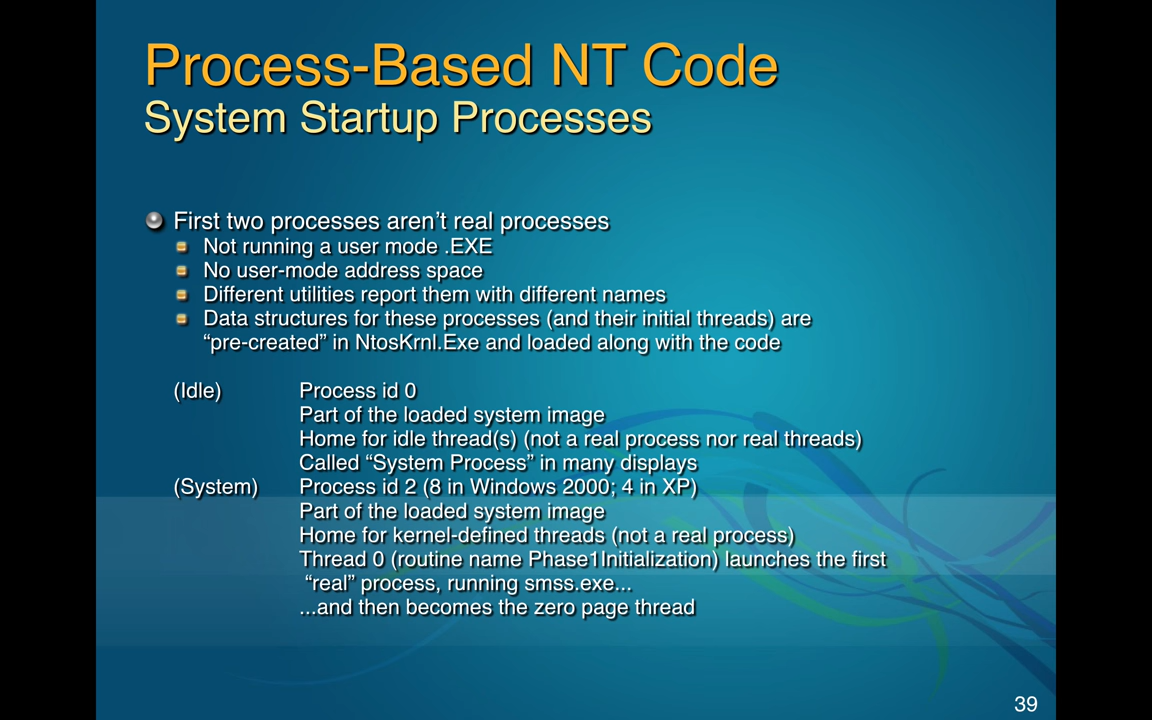 Process-Based NT Code
System Startup Processes
First two processes aren’t real processes
Not running a user mode .EXE
No user-mode address space
Different utilities report them with different names
Data structures for these processes (and their initial threads) are
“pre-created” in NtosKrnl.Exe and loaded along with the code
(Idle) Process id 0
Part of the loaded system image
Home for idle thread(s) (not a real process nor real threads)
Called “System Process” in many displays
(System) Process id 2 (8 in Windows 2000; 4 in XP)
Part of the loaded system image
Home for kernel-defined threads (not a real process)
Thread 0 (routine name Phase1Initialization) launches the first
“real” process, running smss.exe...
...and then becomes the zero page thread
39